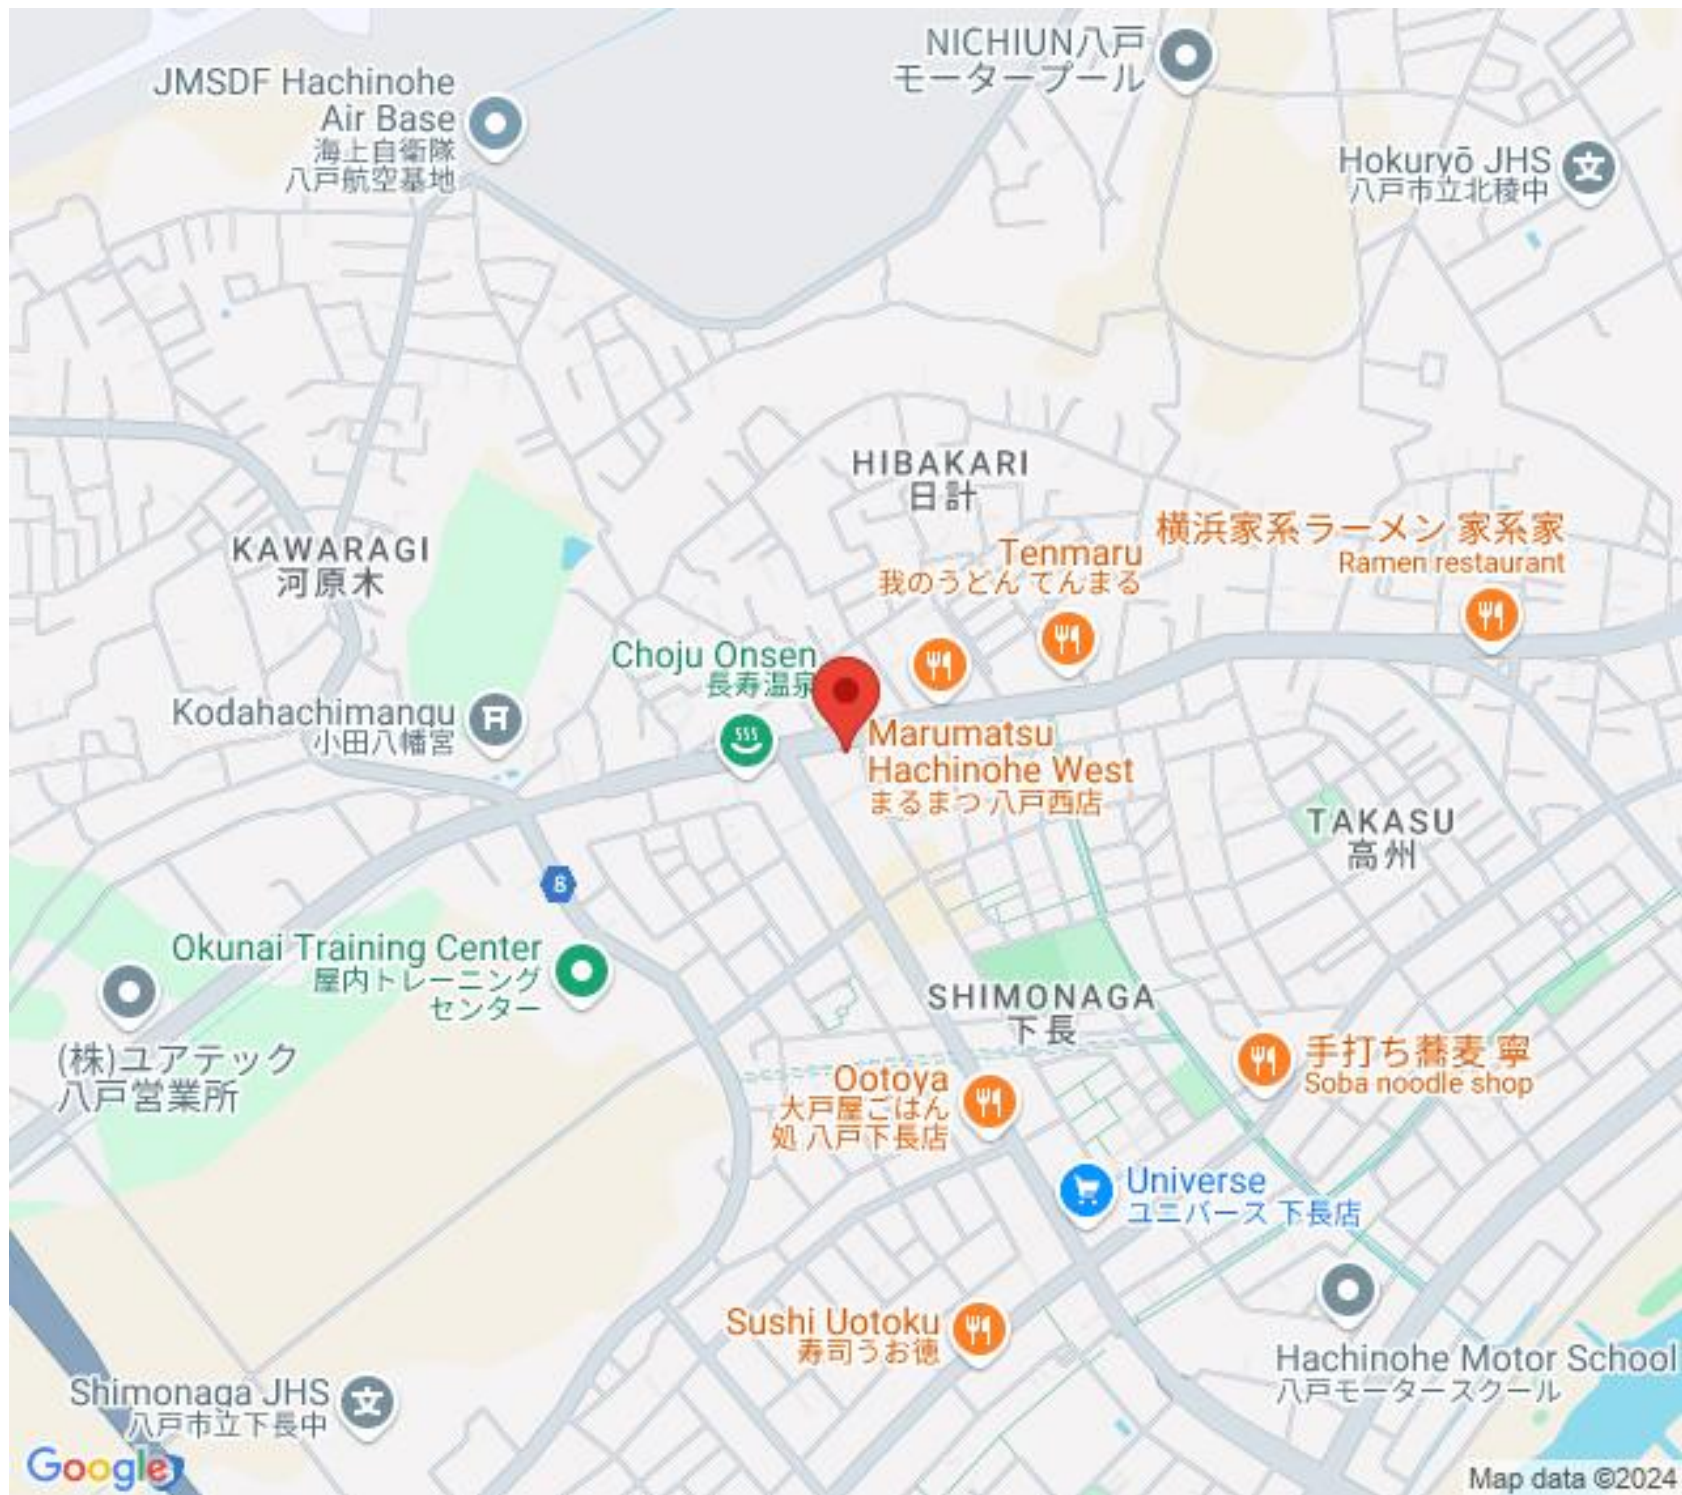 NICHIUN八戸
モータープール
JMSDF Hachinohe
Air Base
海上自衛隊
八戸航空基地
Hokuryō JHS
八戸市立北稜中
HIBAKARI
日計
横浜家系ラーメン 家系家
Ramen restaurant
KAWARAGI
河原木
Tenmaru
我のうどん てんまる
Choju Onsen
長寿温泉
Kodahachimangu
小田八幡宮
Marumatsu
Hachinohe West
まるまつ 八戸西店
TAKASU
高州
8
Okunai Training Center
屋内トレーニング
センター
SHIMONAGA
下長
(株)ユアテック
八戸営業所
手打ち蕎麦 寧
Soba noodle shop
Ootoya
大戸屋ごはん
処 八戸下長店
Universe
ユニバース 下長店
Sushi Uotoku
寿司うお徳
Hachinohe Motor School
八戸モータースクール
Shimonaga JHS
八戸市立下長中
Google
Map data ©2024